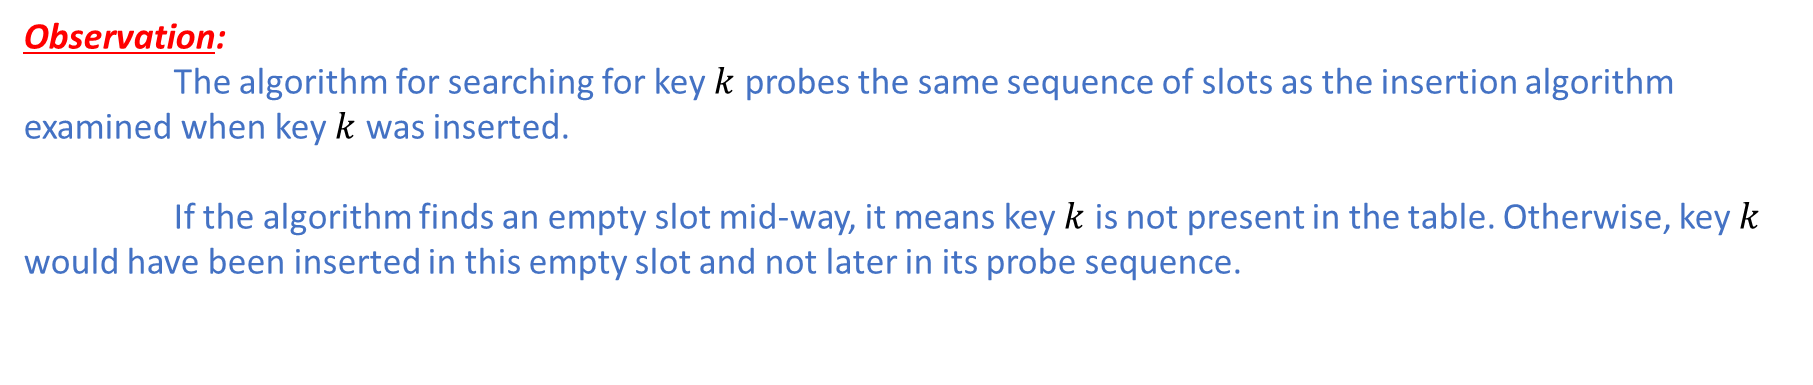 Observation:
The algorithm for searching for key k probes the same sequence of slots as the insertion algorithm
examined when key k was inserted.
If the algorithm finds an empty slot mid-way, it means key k is not present in the table. Otherwise, key k
would have been inserted in this empty slot and not later in its probe sequence.